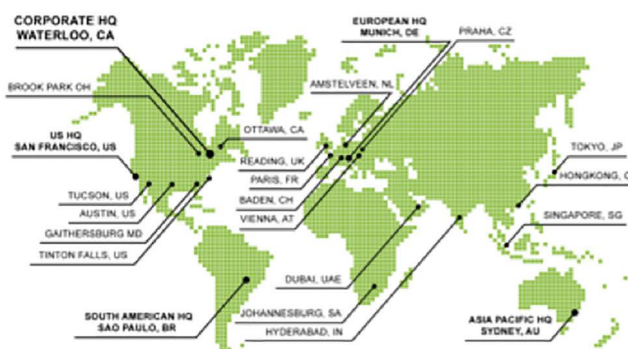 CORPORATE HQ
WATERLOO, CA
EUROPEAN HQ
MUNICH, DE
PRAHA, CZ
BROOK PARK OH
AMSTELVEEN, NL
OTTAWA, CA
US HQ
SAN FRANCISCO, US
READING, UK
TOKYO, JP
PARIS, FR
HONGKONG, C
TUCSON, US
BADEN, CH
AUSTIN, US
VIENNA, AT
SINGAPORE, SG
GAITHERSBURG MD
TINTON FALLS, US
DUBAI, UAE
SOUTH AMERICAN HQ
SAO PAULO, BR
JOHANNESBURG, SA
HYDERABAD, IN
ASIA PACIFIC HQ
SYDNEY, AU